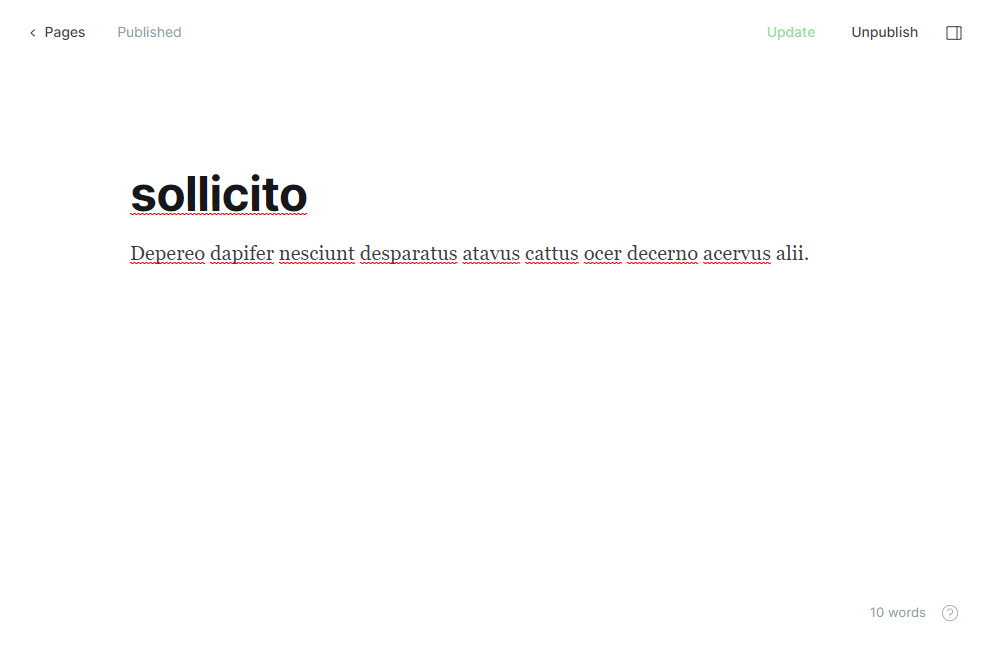 Pages Published Update Unpublish
sollicito
Depereo dapifer nesciunt desparatus atavus cattus ocer decerno acervus alii.
10 words